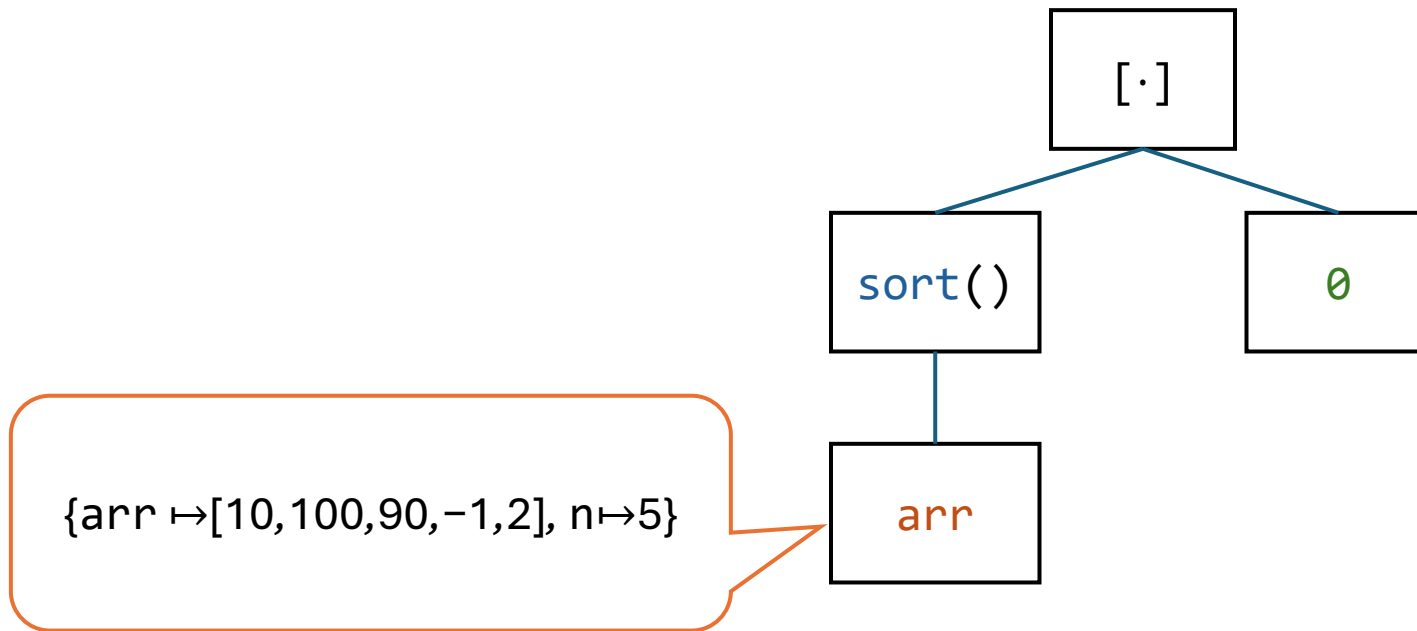 [·]
sort()
0
{arr ↦[10,100,90,−1,2], n↦5}
arr